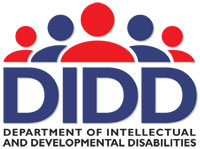 DIDD
DEPARTMENT OF INTELLECTUAL
AND DEVELOPMENTAL DISABILITIES